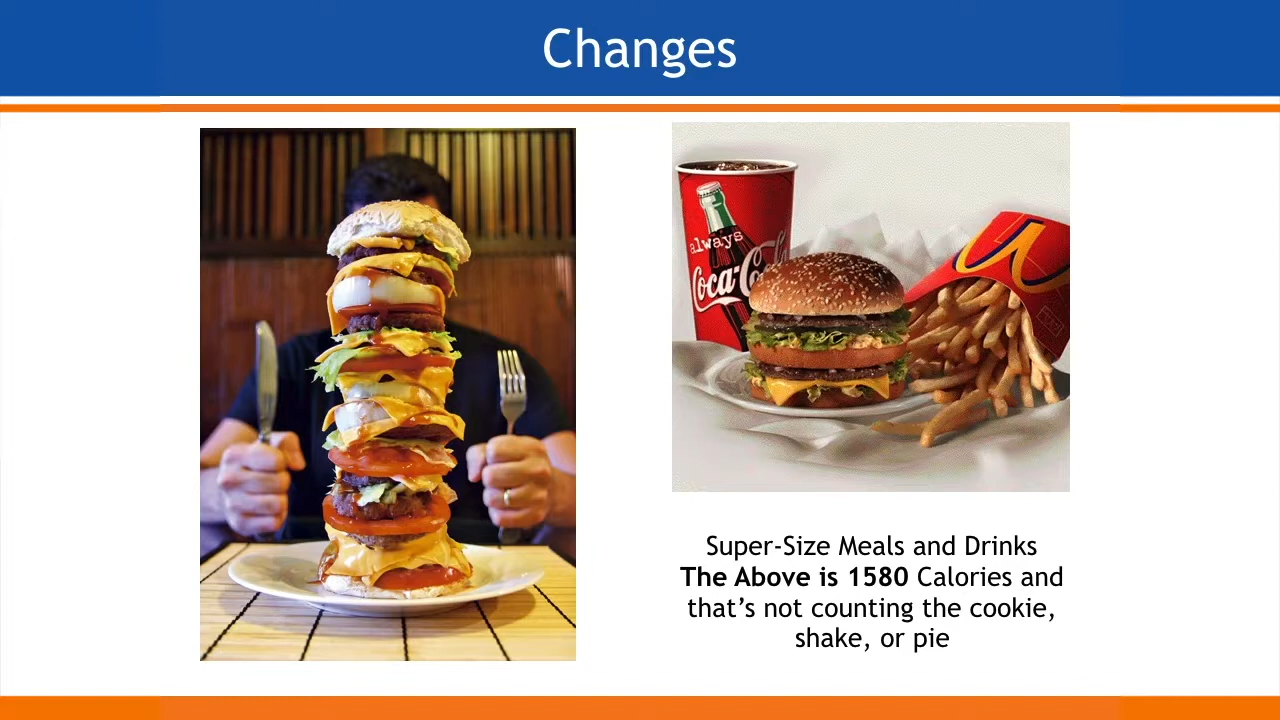 Changes
always
Coca-Co
Super-Size Meals and Drinks
The Above is 1580 Calories and
that's not counting the cookie,
shake, or pie